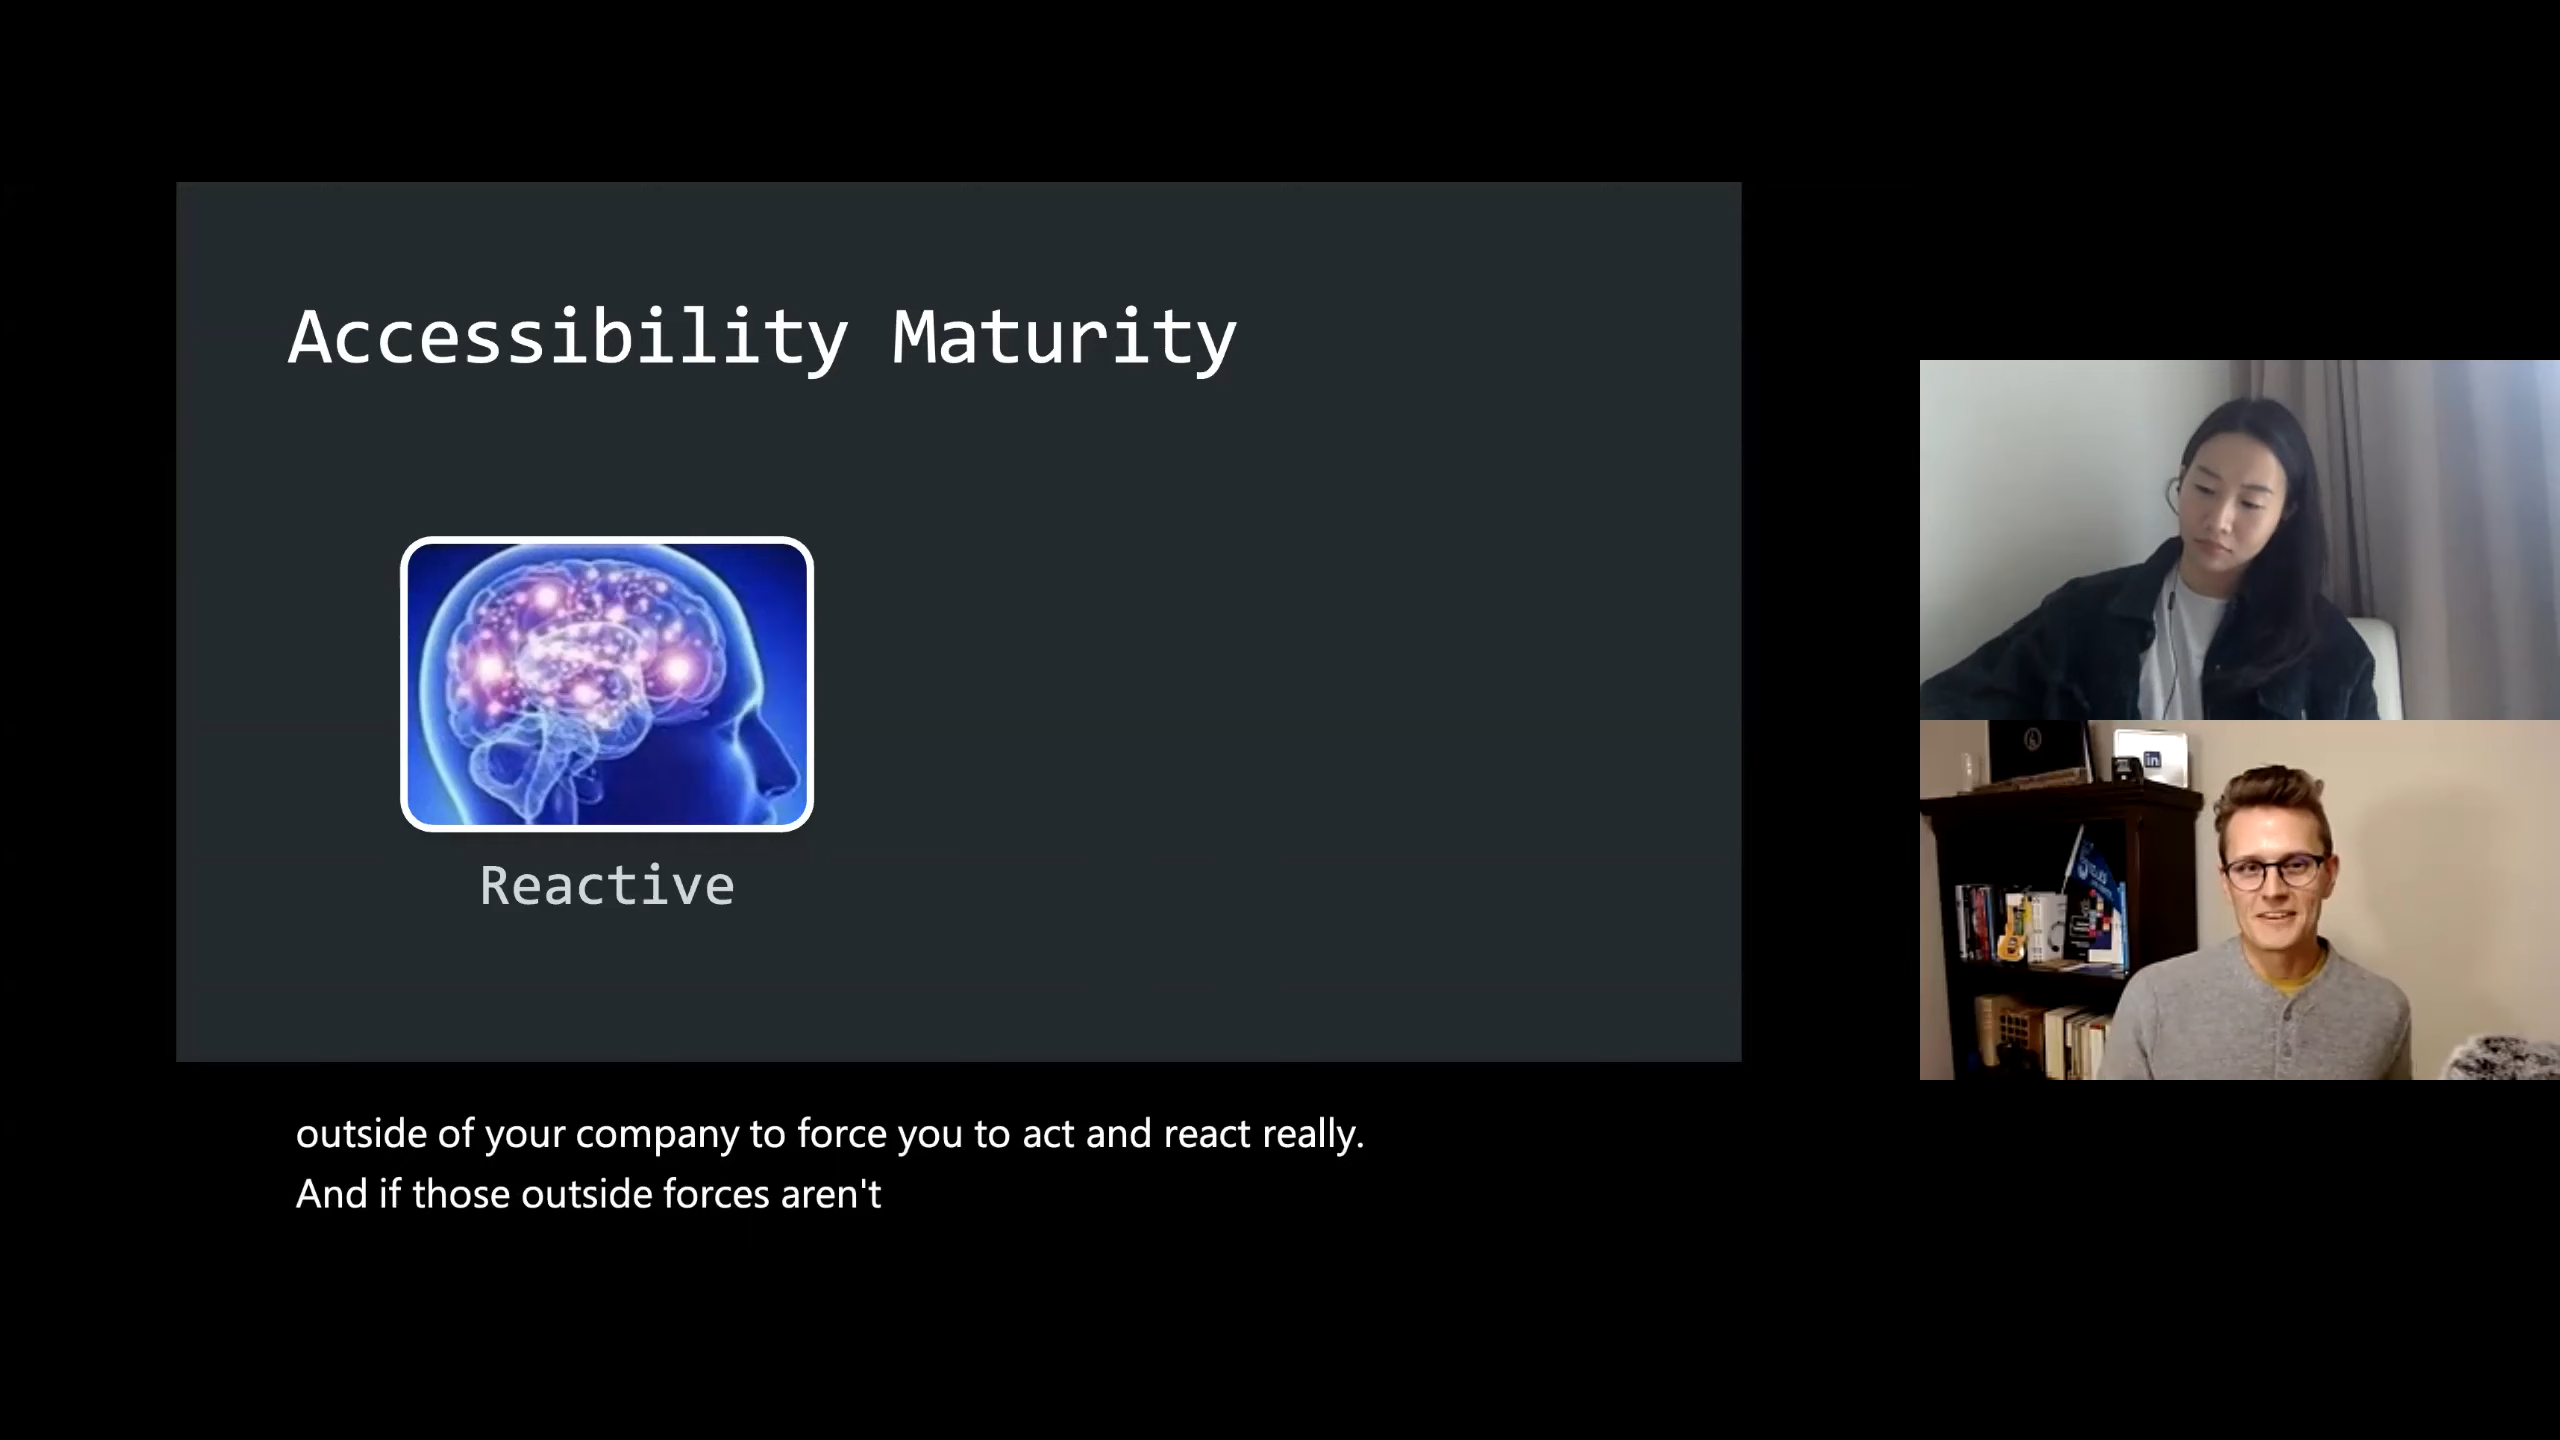 Accessibility Maturity
Reactive
outside of your company to force you to act and react really.
And if those outside forces aren't
in